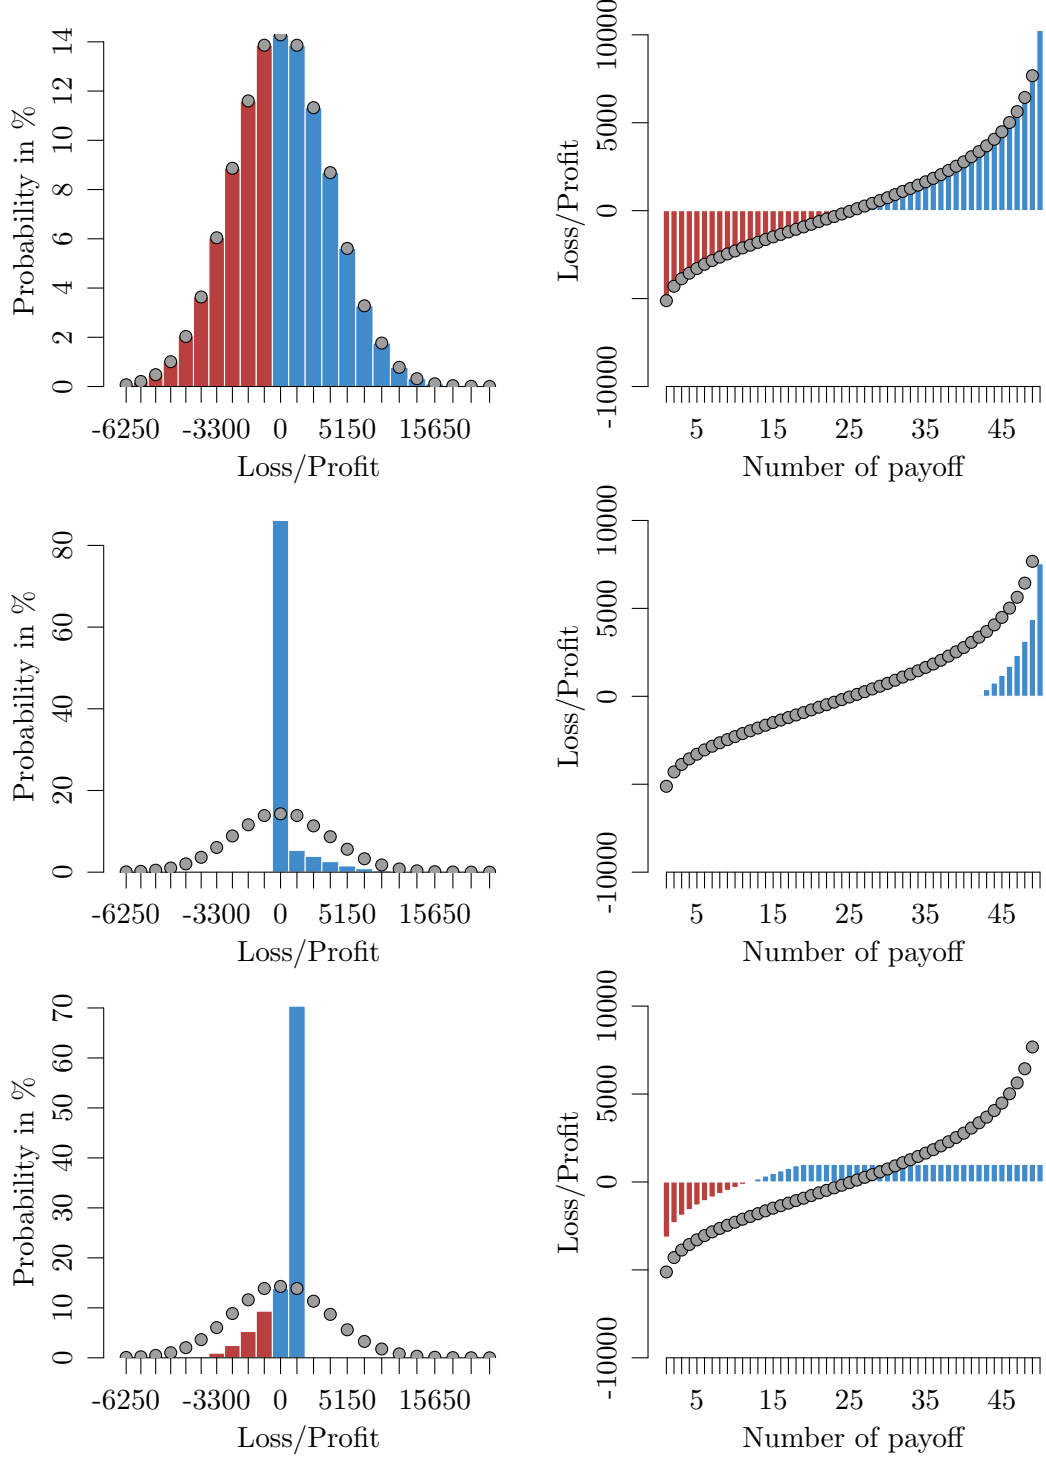 Probability in %
0 2 4 6 8 10 12 14
-6250 -3300 0 5150 15650
Loss/Profit
Loss/Profit
-10000 0 5000 10000
5 15 25 35 45
Number of payoff
Probability in %
0 20 40 60 80
-6250 -3300 0 5150 15650
Loss/Profit
Loss/Profit
-10000 0 5000 10000
5 15 25 35 45
Number of payoff
Probability in %
0 10 20 30 40 50 60 70
-6250 -3300 0 5150 15650
Loss/Profit
Loss/Profit
-10000 0 5000 10000
5 15 25 35 45
Number of payoff